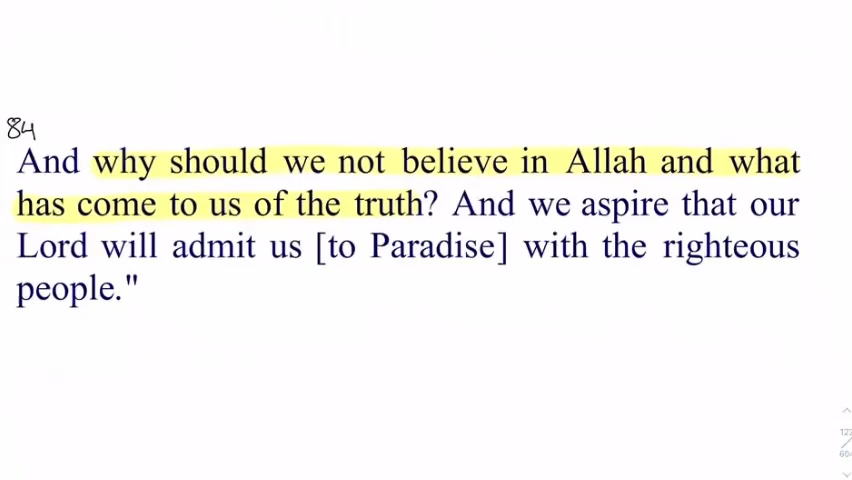 84
And why should we not believe in Allah and what
has come to us of the truth? And we aspire that our
Lord will admit us [to Paradise] with the righteous
people."